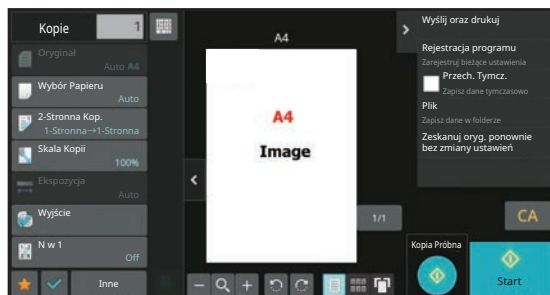 Kopie
1
Oryginał
Auto A4
Wybór Papieru
Auto
2-Stronna Kop.
1-Stronna→1-Stronna
Skala Kopii
100%
Ekspozycja
Auto
Wyjście
N w 1
Off
Inne
A4
A4
Image
1/1
Wyślij oraz drukuj
Rejestracja programu
Zarejestruj bieżące ustawienia
Przech. Tymcz.
Zapisz dane tymczasowo
Plik
Zapisz dane w folderze
Zeskanuj oryg. ponownie
bez zmiany ustawień
CA
Kopia Próbna
Start